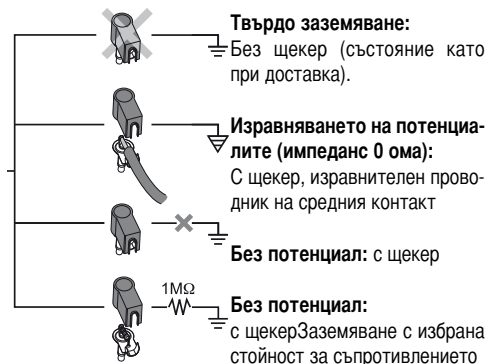 Твърдо заземяване:
Без щекер (състояние като
при доставка).
Изравняването на потенциа-
лите (импеданс 0 ома):
С щекер, изравнителен прово-
дник на средния контакт
Без потенциал: с щекер
1MΩ
Без потенциал:
с щекерЗаземяване с избрана
стойност за съпротивлението